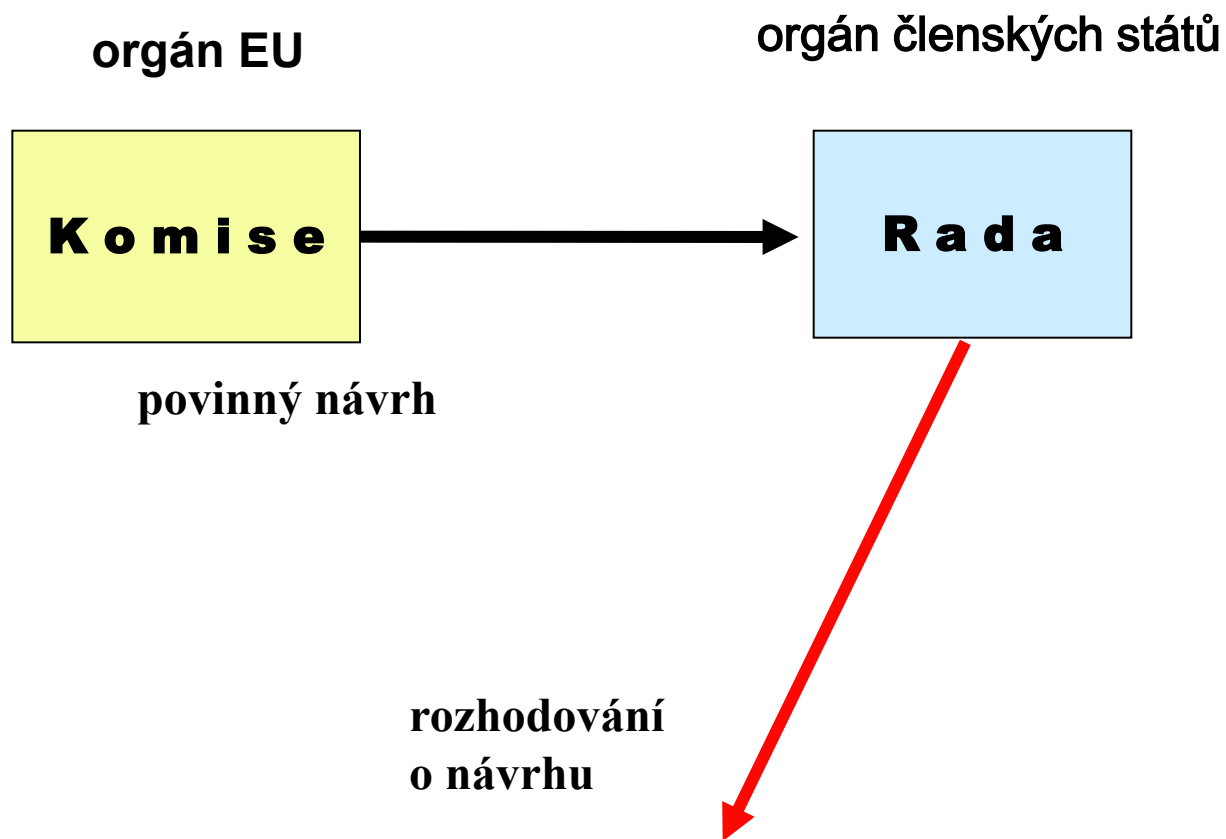 orgán EU
orgán členských států
K o m i s e
R a d a
povinný návrh
rozhodování
o návrhu